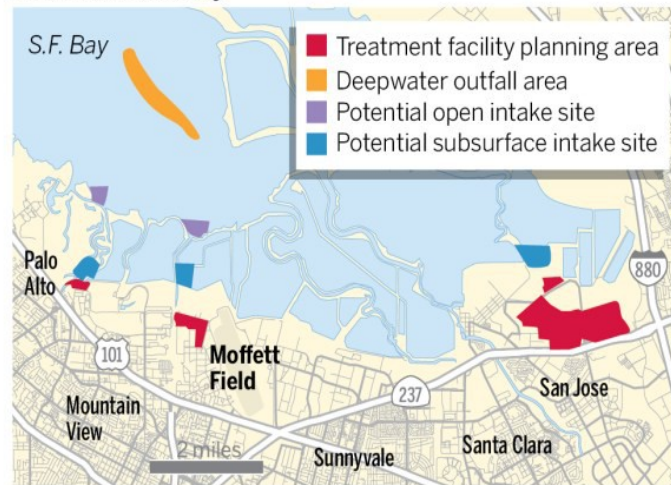 S.F. Bay
Treatment facility planning area
Deepwater outfall area
Potential open intake site
Potential subsurface intake site
Palo
Alto
880
101
Moffett
Field
237
San Jose
Mountain
View
Santa Clara
2 miles
Sunnyvale